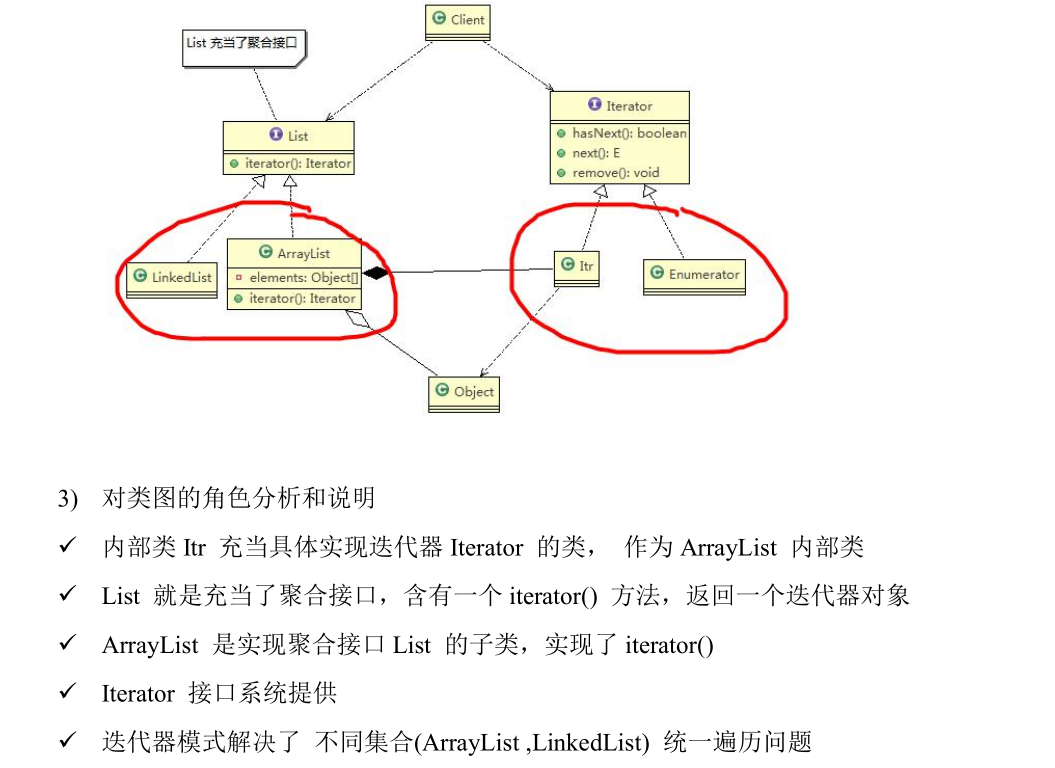 Client
List 充当了聚合接口
Iterator
hasNext(): boolean
next(): E
remove(): void
List
iterator(): Iterator
ArrayList
elements: Object[]
iterator(): Iterator
LinkedList
Itr
Enumerator
Object
3) 对类图的角色分析和说明
✓ 内部类 Itr 充当具体实现迭代器 Iterator 的类， 作为 ArrayList 内部类
✓ List 就是充当了聚合接口，含有一个 iterator() 方法，返回一个迭代器对象
✓ ArrayList 是实现聚合接口 List 的子类，实现了 iterator()
✓ Iterator 接口系统提供
✓ 迭代器模式解决了 不同集合(ArrayList ,LinkedList) 统一遍历问题